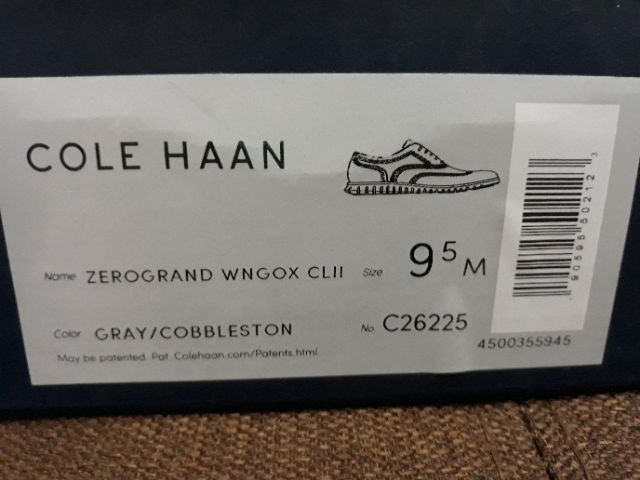 COLE HAAN
Name ZEROGRAND WNGOX CLII Size 9 5 M
Color GRAY/COBBLESTON No. C26225
May be patented. Pat. Colehaan.com/Patents.html
4500355945